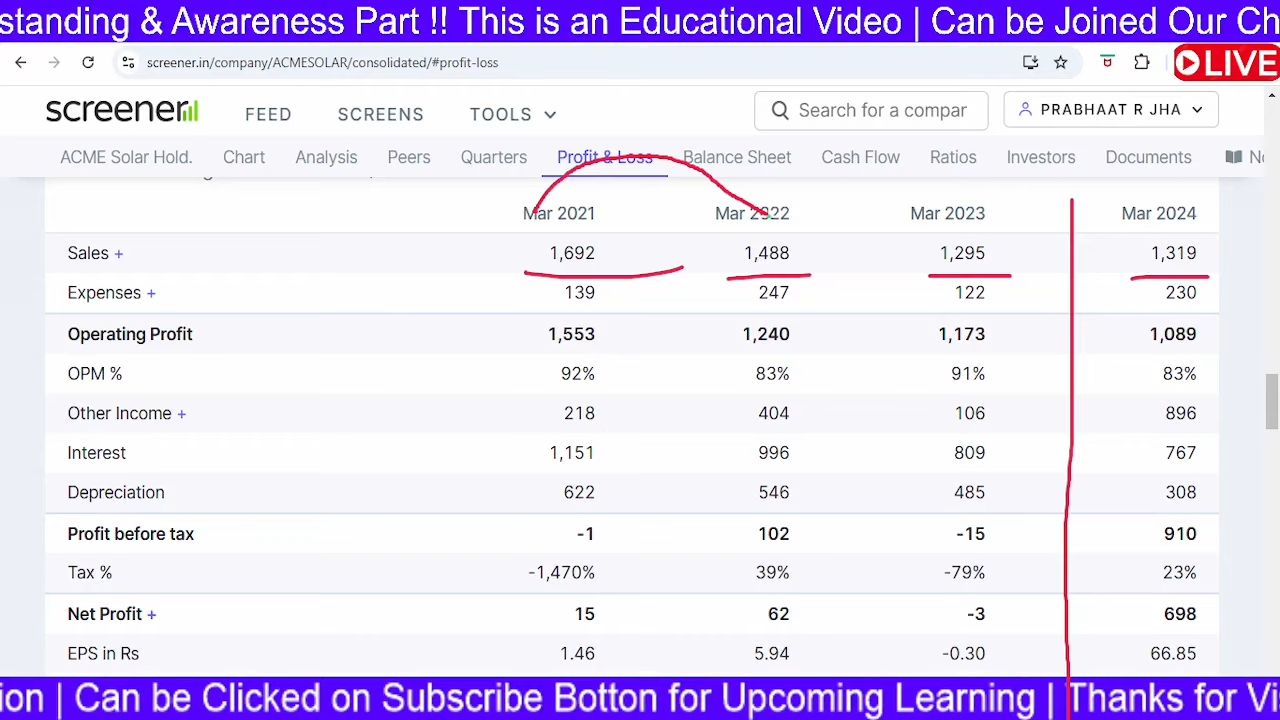 standing & Awareness Part !! This is an Educational Video | Can be Joined Our Ch
screener.in/company/ACMESOLAR/consolidated/#profit-loss
LIVE
screener FEED SCREENS TOOLS Search for a compar PRABHAAT R JHA
ACME Solar Hold. Chart Analysis Peers Quarters Profit & Loss Balance Sheet Cash Flow Ratios Investors Documents No
Mar 2021 Mar 2022 Mar 2023 Mar 2024
Sales + 1,692 1,488 1,295 1,319
Expenses + 139 247 122 230
Operating Profit 1,553 1,240 1,173 1,089
OPM % 92% 83% 91% 83%
Other Income + 218 404 106 896
Interest 1,151 996 809 767
Depreciation 622 546 485 308
Profit before tax -1 102 -15 910
Tax % -1,470% 39% -79% 23%
Net Profit + 15 62 -3 698
EPS in Rs 1.46 5.94 -0.30 66.85
ion | Can be Clicked on Subscribe Botton for Upcoming Learning | Thanks for Vi